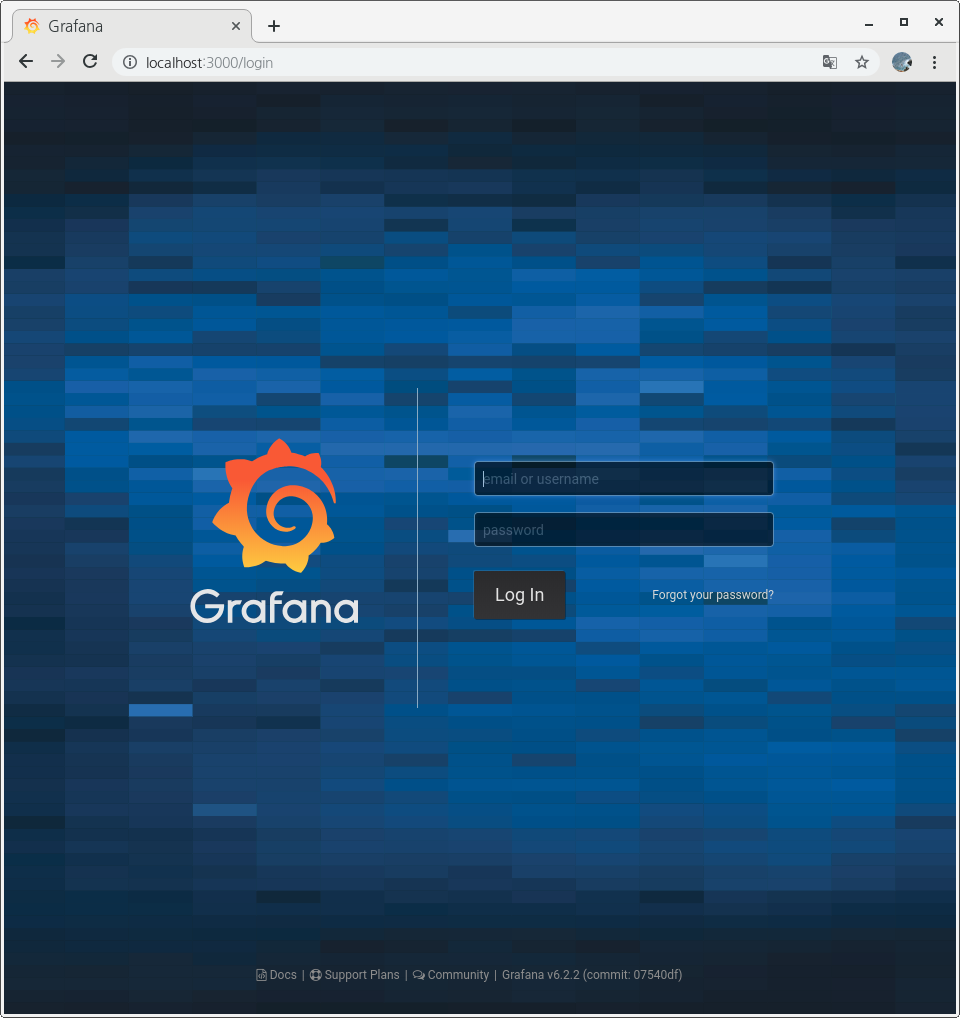 Grafana
localhost:3000/login
email or username
password
Log In
Forgot your password?
Grafana
Docs | Support Plans | Community | Grafana v6.2.2 (commit: 07540df)